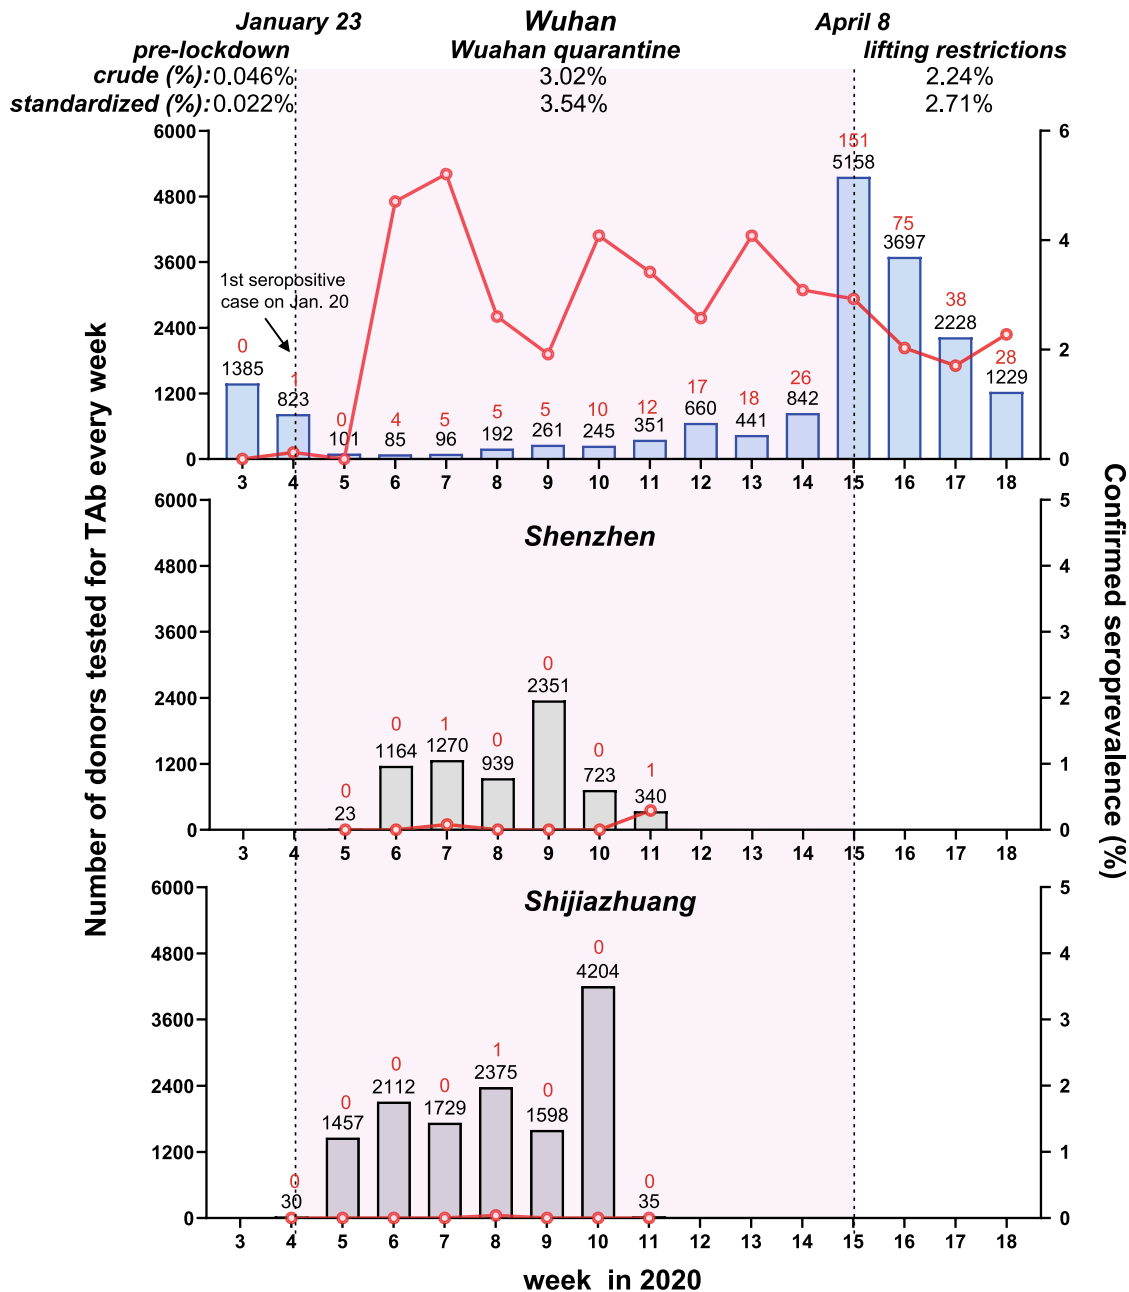 January 23 Wuhan April 8
pre-lockdown Wuahan quarantine lifting restrictions
crude (%): 0.046% 3.02% 2.24%
standardized (%): 0.022% 3.54% 2.71%
Number of donors tested for TAb every week
Confirmed seroprevalence (%)
6000 6
4800
3600 4
2400
2
1200
0 0
1st seropositive
case on Jan. 20
0 1 0 4 5 5 5 10 12 17 18 26 151 75 38 28
1385 823 101 85 96 192 261 245 351 660 441 842 5158 3697 2228 1229
3 4 5 6 7 8 9 10 11 12 13 14 15 16 17 18
Shenzhen
6000 5
4800 4
3600 3
2400 2
1200 1
0 0
0 0 1 0 0 0 1
23 1164 1270 939 2351 723 340
3 4 5 6 7 8 9 10 11 12 13 14 15 16 17 18
Shijiazhuang
6000 5
4800 4
3600 3
2400 2
1200 1
0 0
0 0 0 0 1 0 0 0
30 1457 2112 1729 2375 1598 4204 35
3 4 5 6 7 8 9 10 11 12 13 14 15 16 17 18
week in 2020